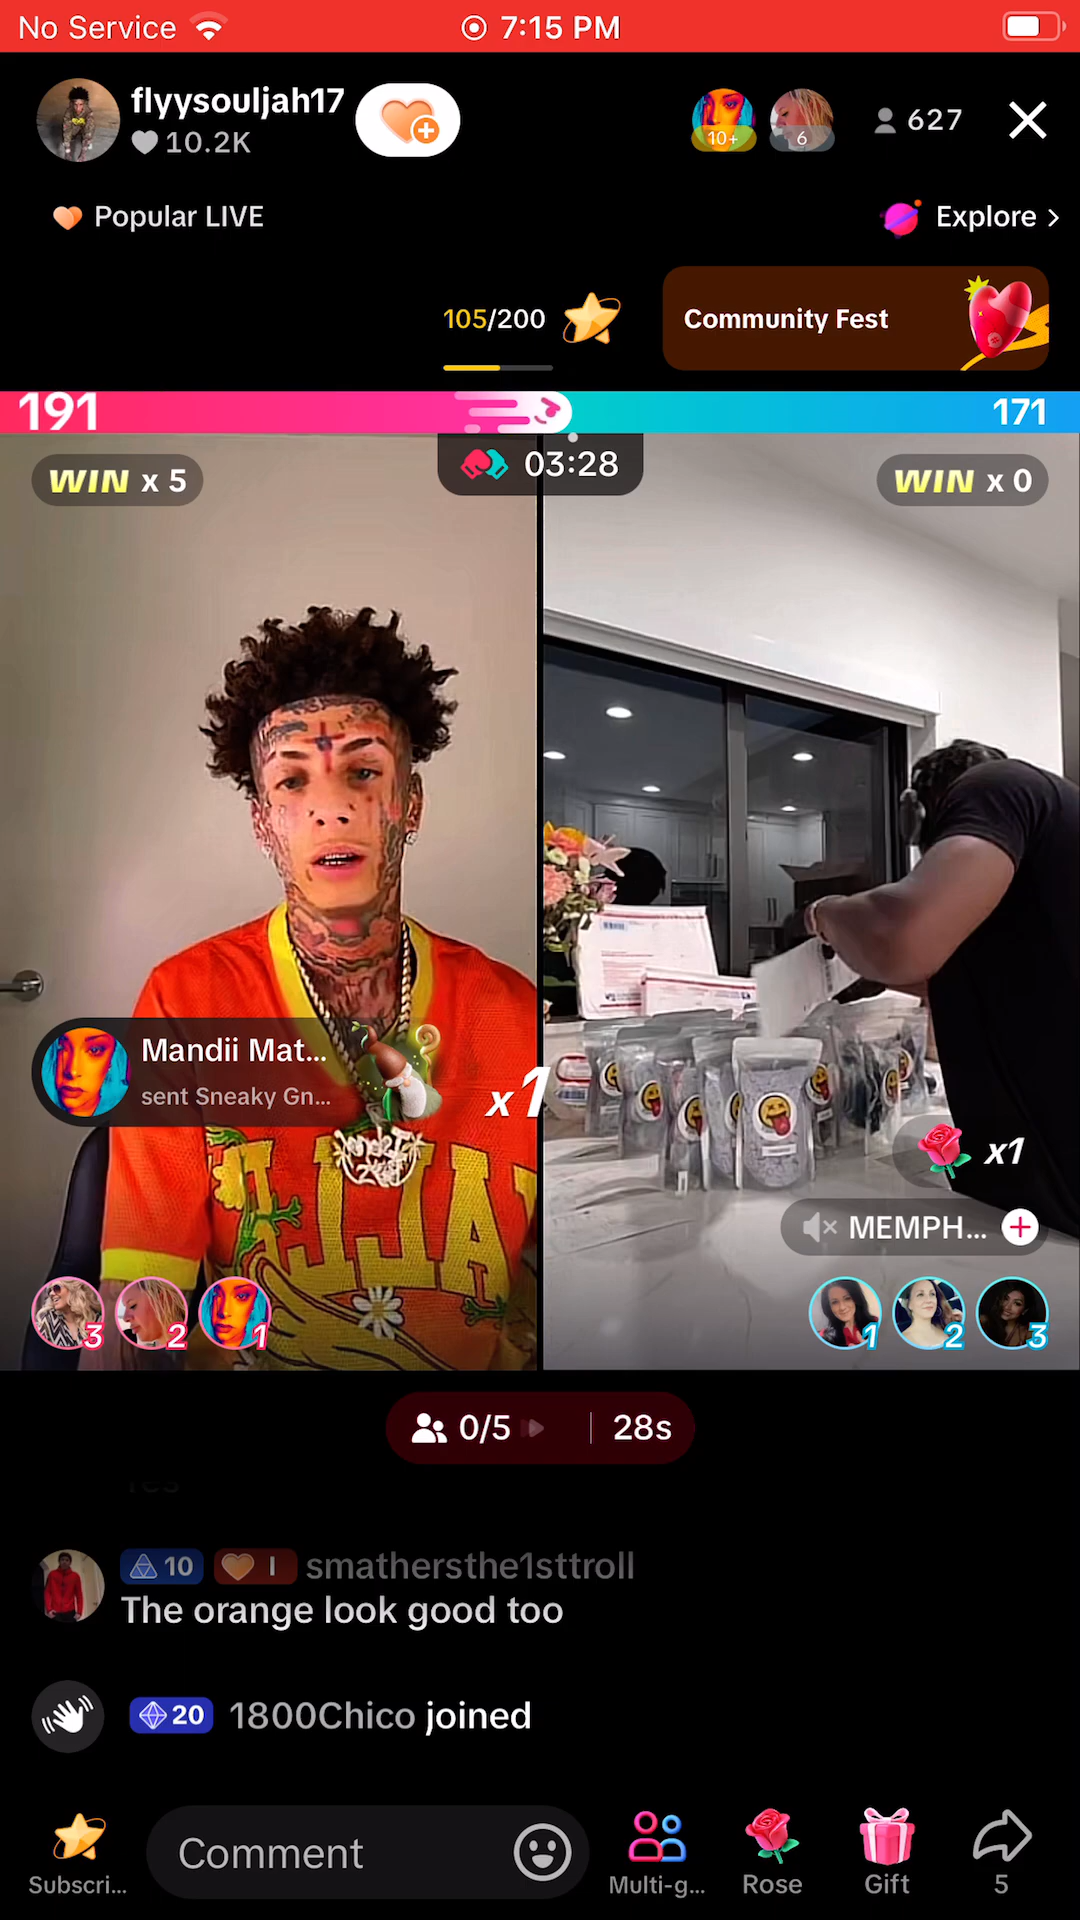 No Service
7:15 PM
flyysouljah17
10.2K
10+
6
627
Popular LIVE
Explore >
105/200
Community Fest
191
171
WIN x 5
03:28
WIN x 0
Mandii Mat...
sent Sneaky Gn...
x1
x1
MEMPH...
3
2
1
1
2
3
0/5
28s
Yes
10
I
smathersthe1sttroll
The orange look good too
20
1800Chico joined
Subscri...
Comment
Multi-g...
Rose
Gift
5